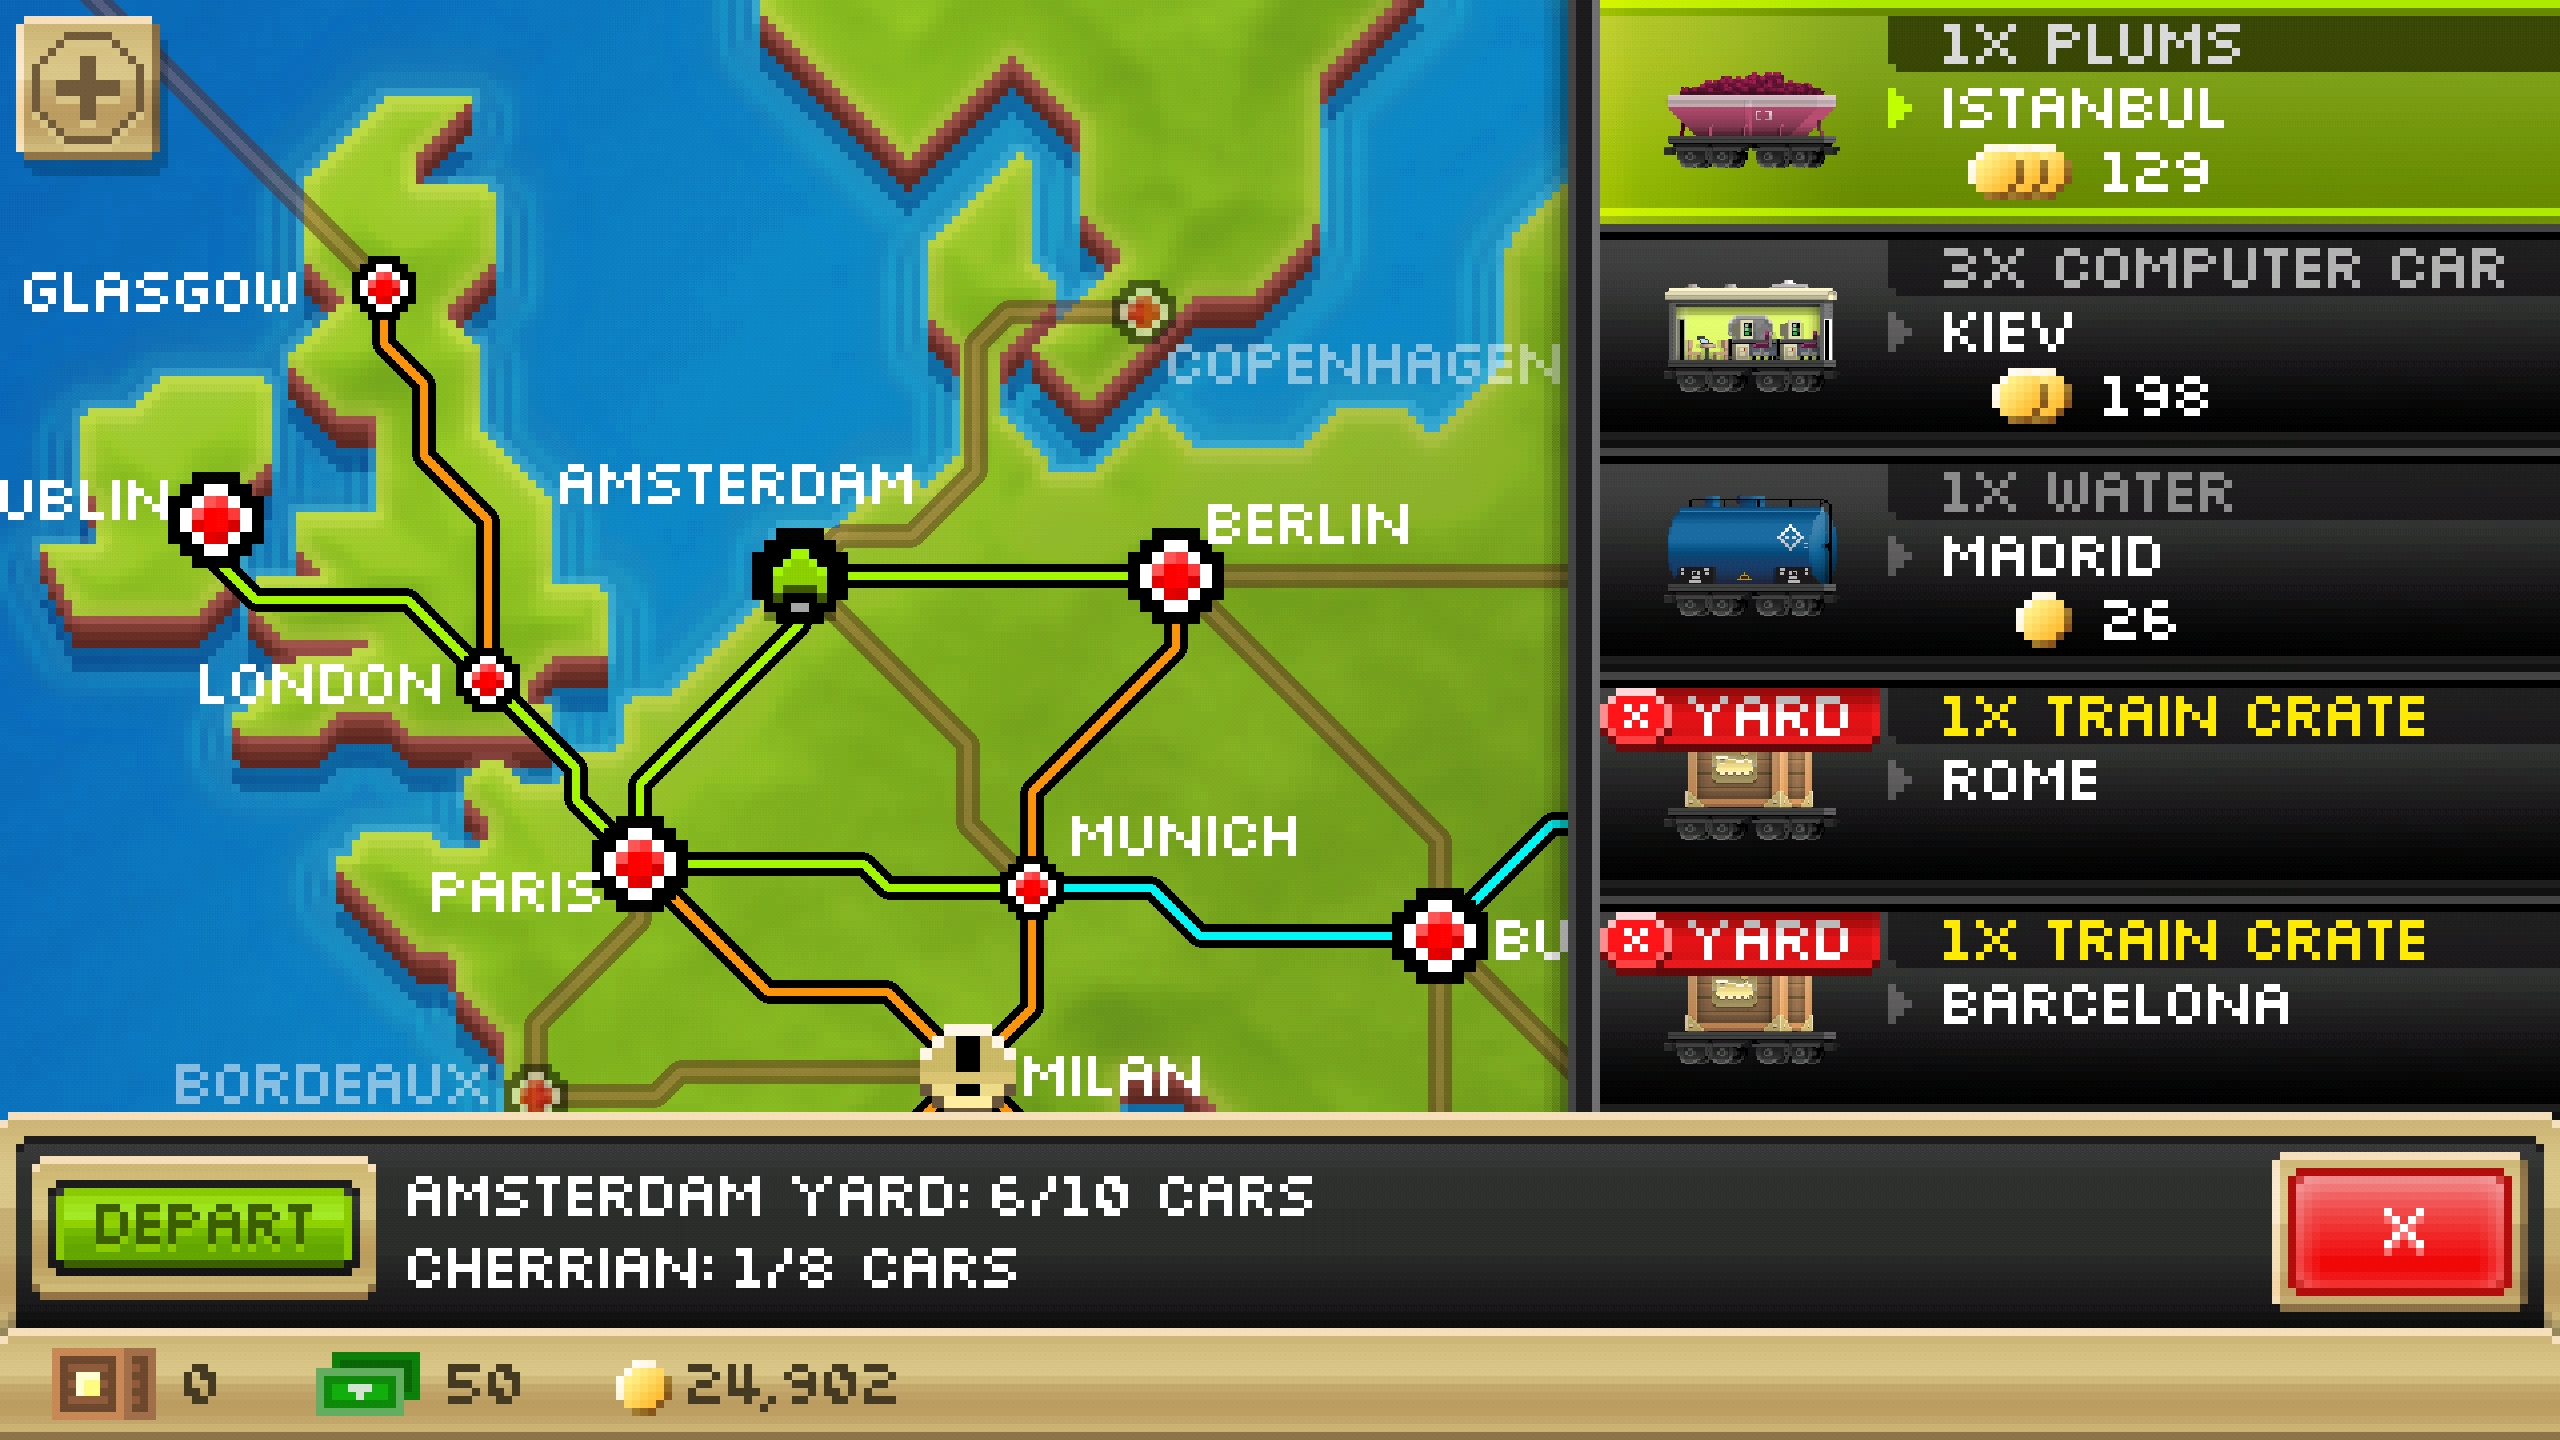 GLASGOW
COPENHAGEN
UBLIN
AMSTERDAM
BERLIN
LONDON
MUNICH
PARIS
BU
BORDEAUX
MILAN
1X PLUMS
ISTANBUL
129
3X COMPUTER CAR
KIEV
198
1X WATER
MADRID
26
X YARD
1X TRAIN CRATE
ROME
X YARD
1X TRAIN CRATE
BARCELONA
DEPART
AMSTERDAM YARD: 6/10 CARS
CHERRIAN: 1/8 CARS
X
0 50 24,902